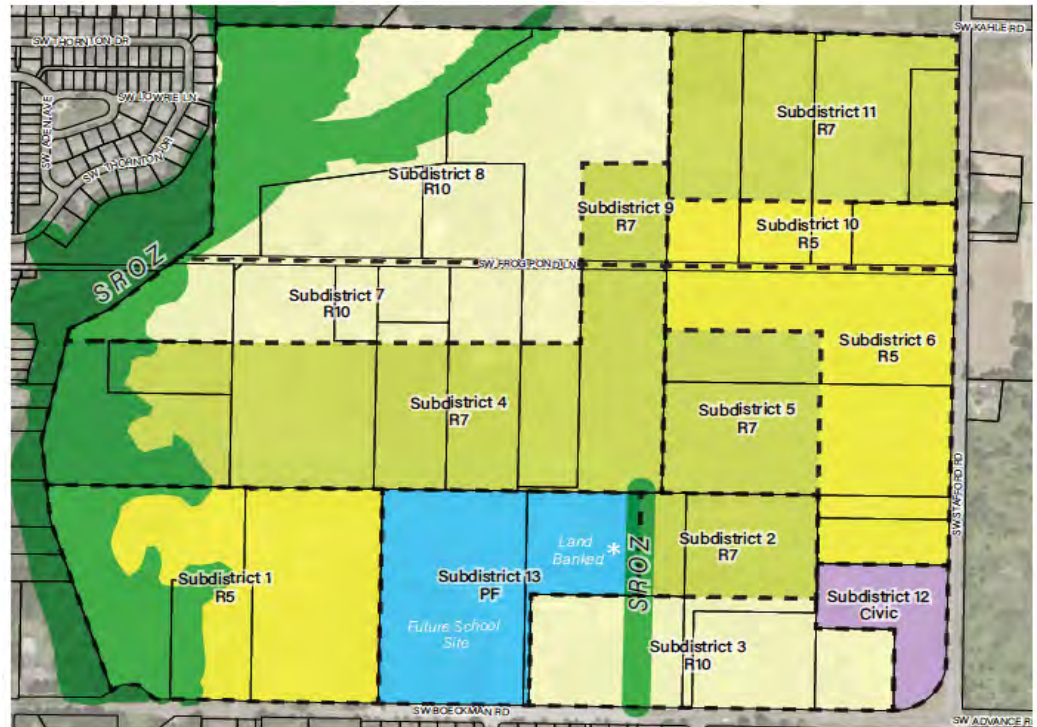 SW KAHLE RD
SW THORNTON DR
SW LOWRIE LN
SW ADEN AVE
SW THORNTON DR
Subdistrict 11
R7
Subdistrict 8
R10
Subdistrict 9
R7
Subdistrict 10
R5
SROZ
SW FROG POND LN
Subdistrict 7
R10
Subdistrict 6
R5
Subdistrict 4
R7
Subdistrict 5
R7
SW STAFFORD RD
Land
Banked *
SROZ
Subdistrict 2
R7
Subdistrict 1
R5
Subdistrict 13
PF
Subdistrict 12
Civic
Future School
Site
Subdistrict 3
R10
SW BOECKMAN RD
SW ADVANCE R